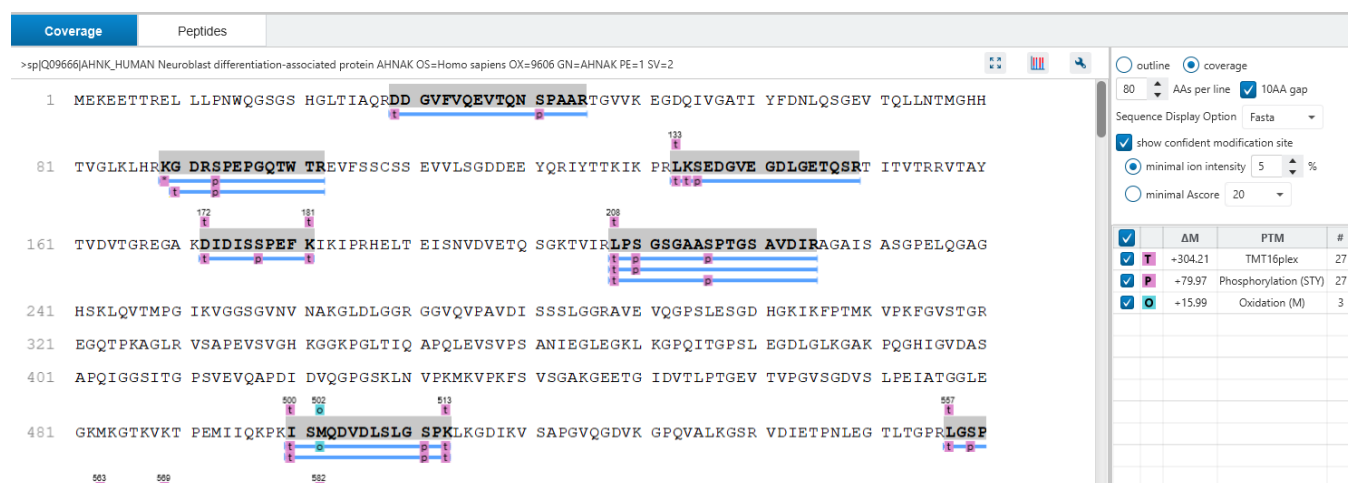 Coverage Peptides
>sp|Q09666|AHNK_HUMAN Neuroblast differentiation-associated protein AHNAK OS=Homo sapiens OX=9606 GN=AHNAK PE=1 SV=2
outline coverage
80 AAs per line 10AA gap
Sequence Display Option Fasta
show confident modification site
minimal ion intensity 5 %
minimal Ascore 20
ΔM PTM #
T +304.21 TMT16plex 27
P +79.97 Phosphorylation (STY) 27
O +15.99 Oxidation (M) 3
1 MEKEETTREL LLPNWQGSGS HGLTIAQRDD GVFVQEVTQN SPAARTGVVK EGDQIVGATI YFDNLQSGEV TQLLNTMGHH
t p
133
t
81 TVGLKLHRKG DRSPEPGQTW TREVFSSCSS EVVLSGDDEE YQRIYTTKIK PRLKSEDGVE GDLGETQSRT ITVTRRVTAY
* p t t p
t p
172 181 208
t t t
161 TVDVTGREGA KDIDISSPEF KIKIPRHELT EISNVDVETQ SGKTVIRLPS GSGAASPTGS AVDIRAGAIS ASGPELQGAG
t p t t p p
t p
t p
241 HSKLQVTMPG IKVGGSGVNV NAKGLDLGGR GGVQVPAVDI SSSLGGRAVE VQGPSLESGD HGKIKFPTMK VPKFGVSTGR
321 EGQTPKAGLR VSAPEVSVGH KGGKPGLTIQ APQLEVSVPS ANIEGLEGKL KGPQITGPSL EGDLGLKGAK PQGHIGVDAS
401 APQIGGSITG PSVEVQAPDI DVQGPGSKLN VPKMKVPKFS VSGAKGEETG IDVTLPTGEV TVPGVSGDVS LPEIATGGLE
500 502 513 557
t o t t
481 GKMKGTKVKT PEMIIQKPKI SMQDVDLSLG SPKLKGDIKV SAPGVQGDVK GPQVALKGSR VDIETPNLEG TLTGPRLGSP
t o p t t p
t p t
563 569 582